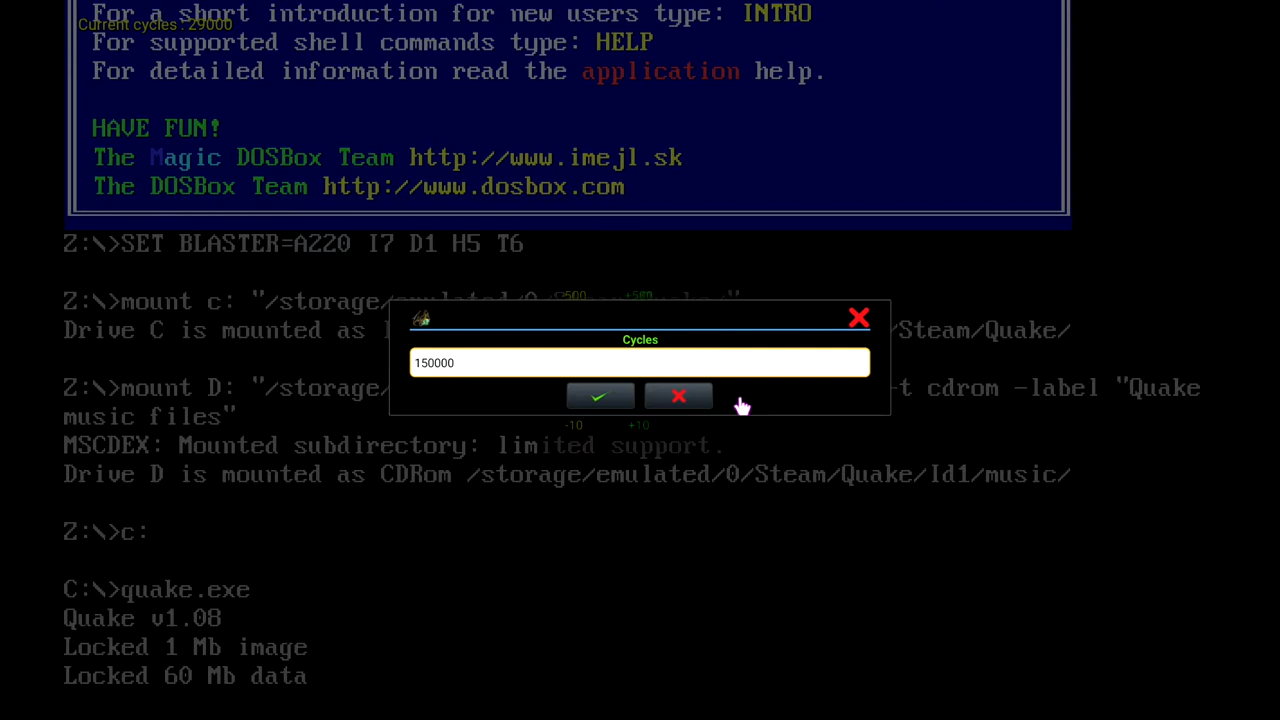 For a short introduction for new users type: INTRO
Current cycles : 29000
For supported shell commands type: HELP
For detailed information read the application help.
HAVE FUN!
The Magic DOSBox Team http://www.imejl.sk
The DOSBox Team http://www.dosbox.com
Z:\>SET BLASTER=A220 I7 D1 H5 T6
-500 +500
Z:\>mount c: "/storage/emulated/0/
Drive C is mounted as /Steam/Quake/
Cycles
150000
Z:\>mount D: "/storage/ -t cdrom -label "Quake
music files"
-10 +10
MSCDEX: Mounted subdirectory: limited support.
Drive D is mounted as CDRom /storage/emulated/0/Steam/Quake/Id1/music/
Z:\>c:
C:\>quake.exe
Quake v1.08
Locked 1 Mb image
Locked 60 Mb data